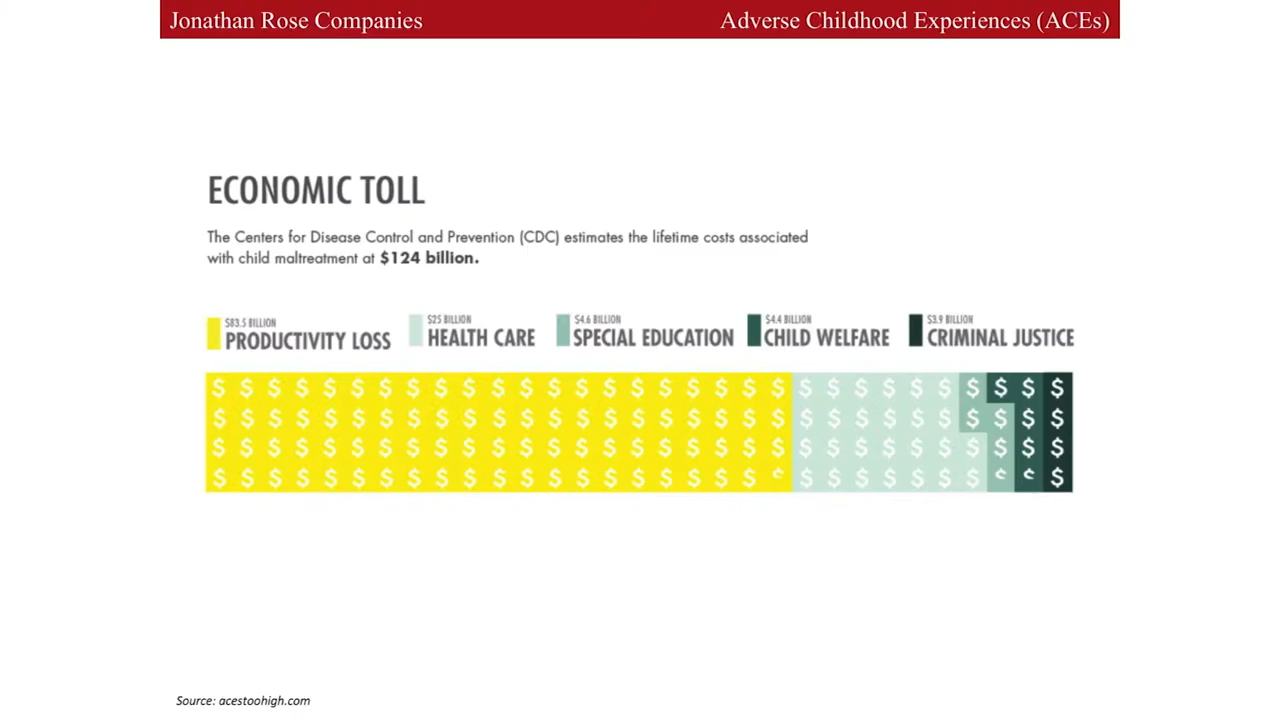 Jonathan Rose Companies
Adverse Childhood Experiences (ACEs)
ECONOMIC TOLL
The Centers for Disease Control and Prevention (CDC) estimates the lifetime costs associated
with child maltreatment at $124 billion.
$83.5 BILLION
PRODUCTIVITY LOSS
$25 BILLION
HEALTH CARE
$4.6 BILLION
SPECIAL EDUCATION
$4.4 BILLION
CHILD WELFARE
$3.9 BILLION
CRIMINAL JUSTICE
$ $ $ $ $ $ $ $ $ $ $ $ $ $ $ $ $ $ $ $ $ $ $ $ $ $ $ $ $ $ $
$ $ $ $ $ $ $ $ $ $ $ $ $ $ $ $ $ $ $ $ $ $ $ $ $ $ $ $ $ $ $
$ $ $ $ $ $ $ $ $ $ $ $ $ $ $ $ $ $ $ $ $ $ $ $ $ $ $ $ $ $ $
$ $ $ $ $ $ $ $ $ $ $ $ $ $ $ $ $ $ $ $ $ $ $ $ $ $ $ $ $ $ $
Source: acestoohigh.com